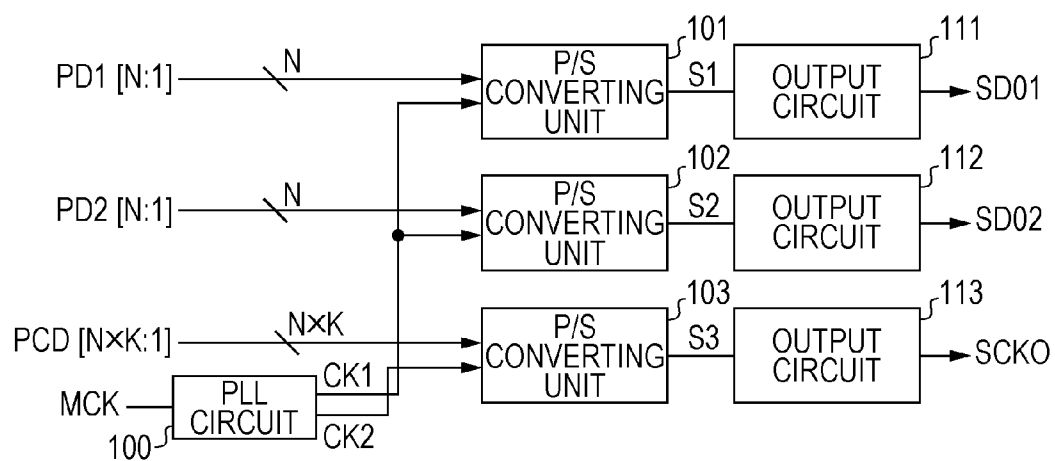 PD1 [N:1]
N
P/S
CONVERTING
UNIT
101
S1
OUTPUT
CIRCUIT
111
SD01
PD2 [N:1]
N
P/S
CONVERTING
UNIT
102
S2
OUTPUT
CIRCUIT
112
SD02
PCD [N×K:1]
N×K
P/S
CONVERTING
UNIT
103
S3
OUTPUT
CIRCUIT
113
SCKO
MCK
PLL
CIRCUIT
100
CK1
CK2